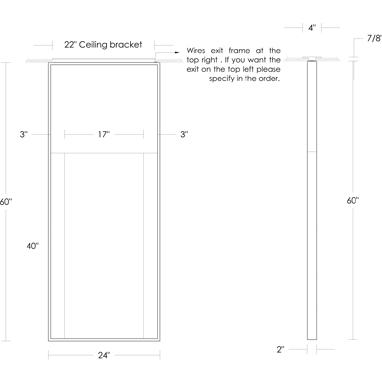 4"
7/8"
22" Ceiling bracket
Wires exit frame at the
top right . If you want the
exit on the top left please
specify in the order.
3"
17"
3"
60"
60"
40"
2"
24"